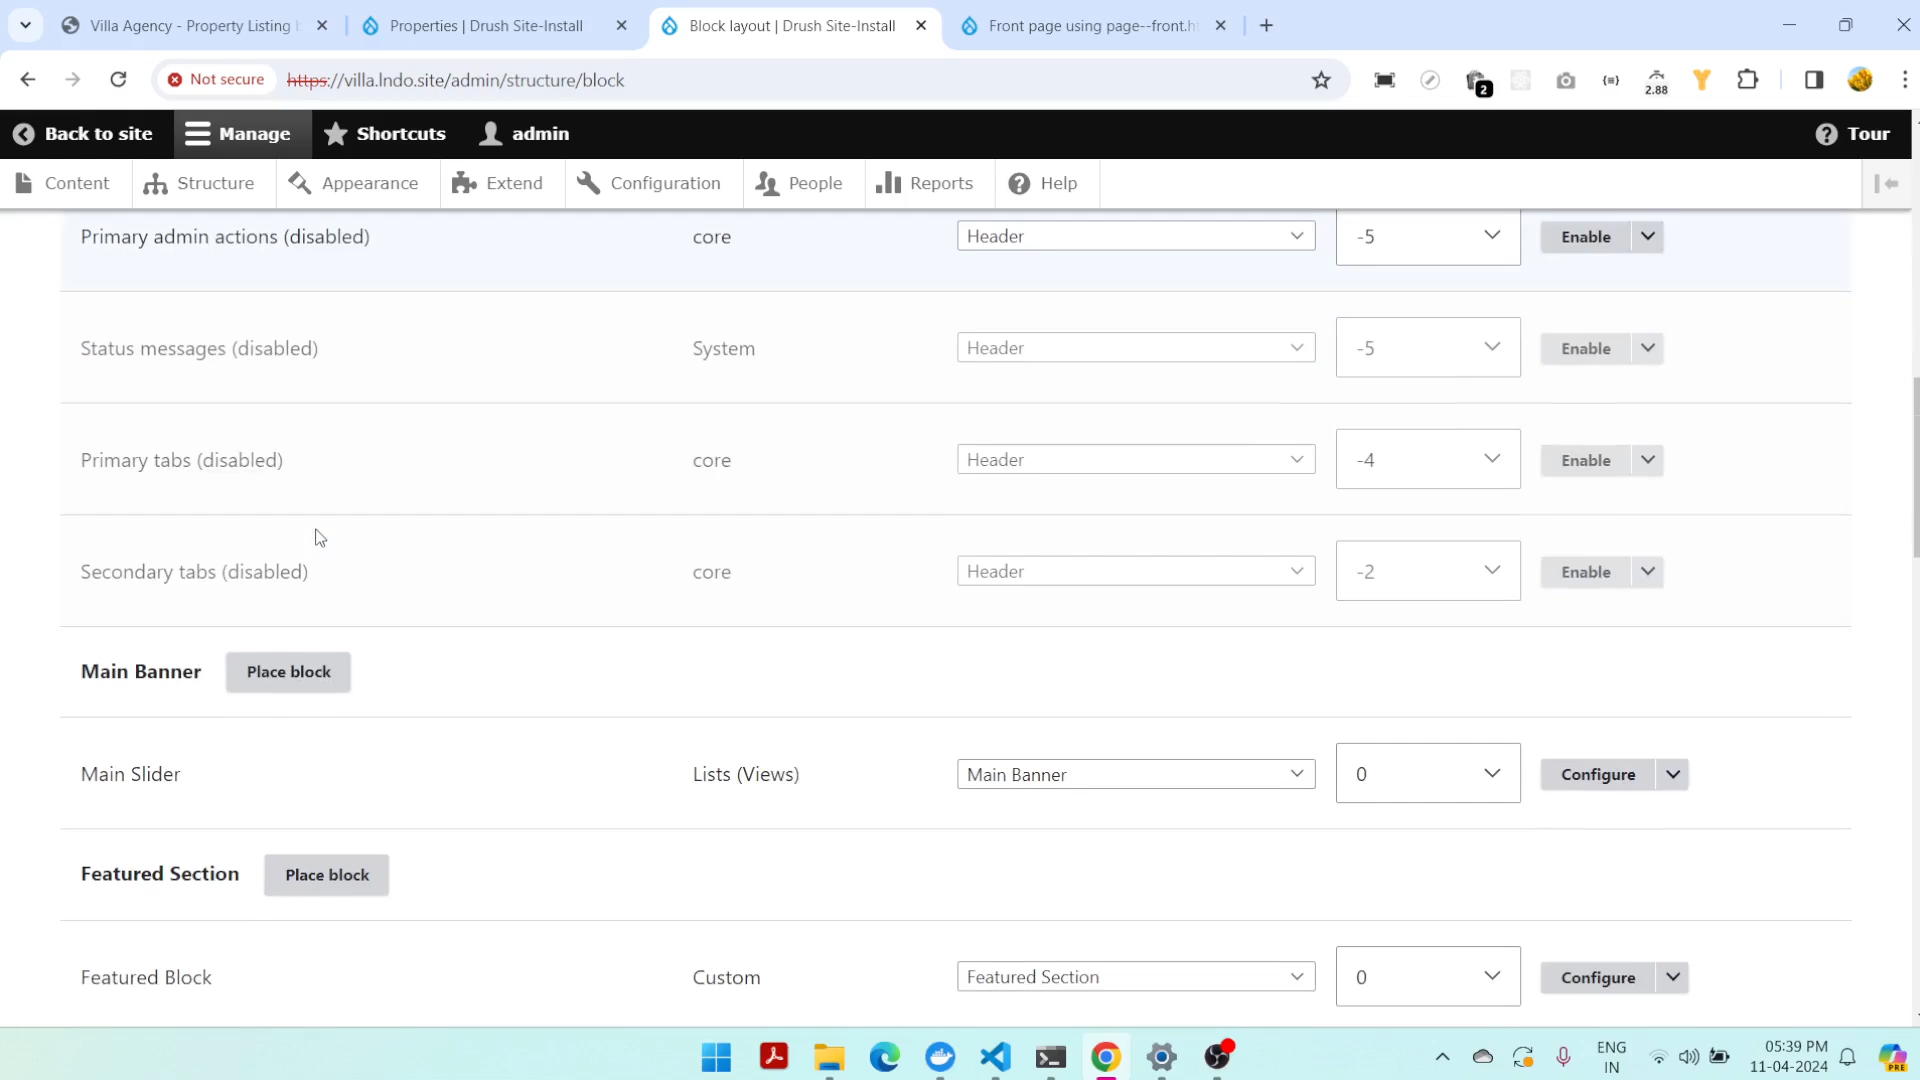 Villa Agency - Property Listing
Properties | Drush Site-Install
Block layout | Drush Site-Install
Front page using page--front.ht
Not secure
https://villa.lndo.site/admin/structure/block
2
2.88
Back to site
Manage
Shortcuts
admin
Tour
Content
Structure
Appearance
Extend
Configuration
People
Reports
Help
Primary admin actions (disabled) core Header -5 Enable
Status messages (disabled) System Header -5 Enable
Primary tabs (disabled) core Header -4 Enable
Secondary tabs (disabled) core Header -2 Enable
Main Banner Place block
Main Slider Lists (Views) Main Banner 0 Configure
Featured Section Place block
Featured Block Custom Featured Section 0 Configure
ENG
IN
05:39 PM
11-04-2024
PRE